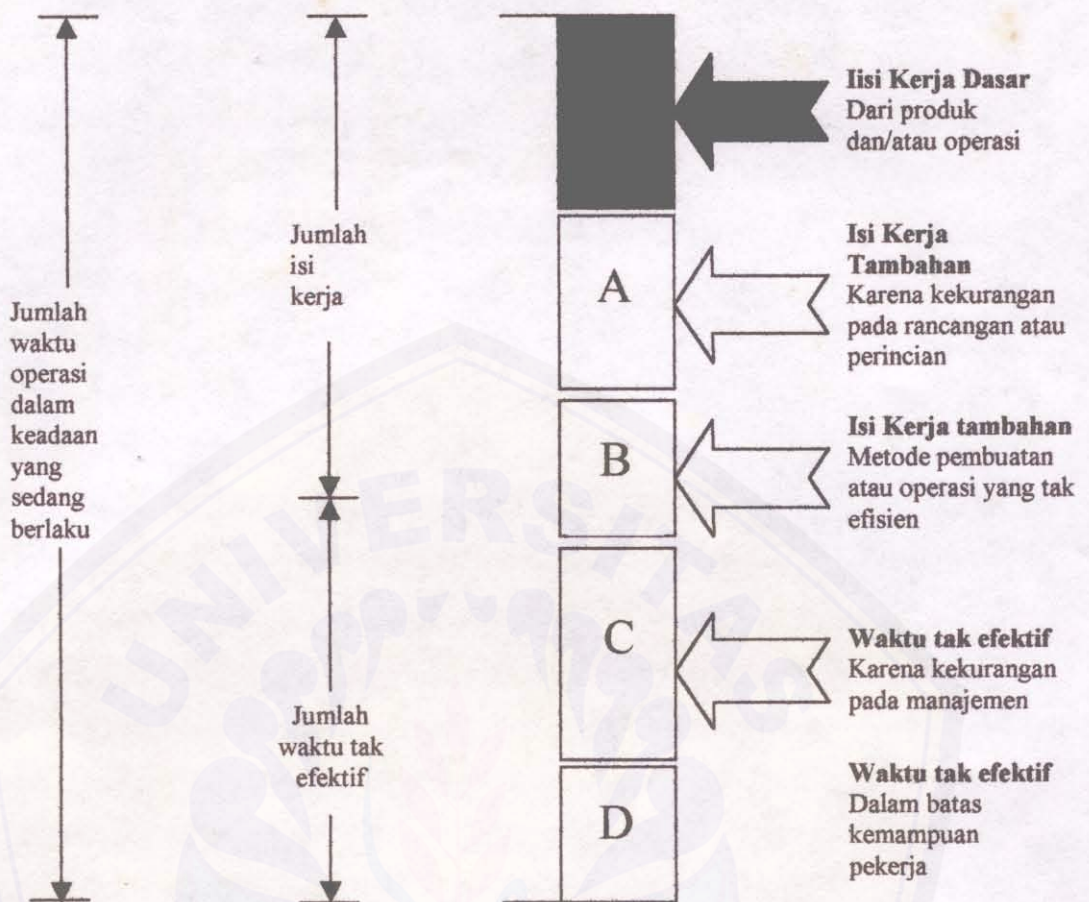 Iisi Kerja Dasar
Dari produk
dan/atau operasi
Jumlah
isi
kerja
Isi Kerja
Tambahan
Karena kekurangan
pada rancangan atau
perincian
A
Jumlah
waktu
operasi
dalam
keadaan
yang
sedang
berlaku
Isi Kerja tambahan
Metode pembuatan
atau operasi yang tak
efisien
B
UNIVERSITAS
C
Waktu tak efektif
Karena kekurangan
pada manajemen
Jumlah
waktu tak
efektif
Waktu tak efektif
Dalam batas
kemampuan
pekerja
D